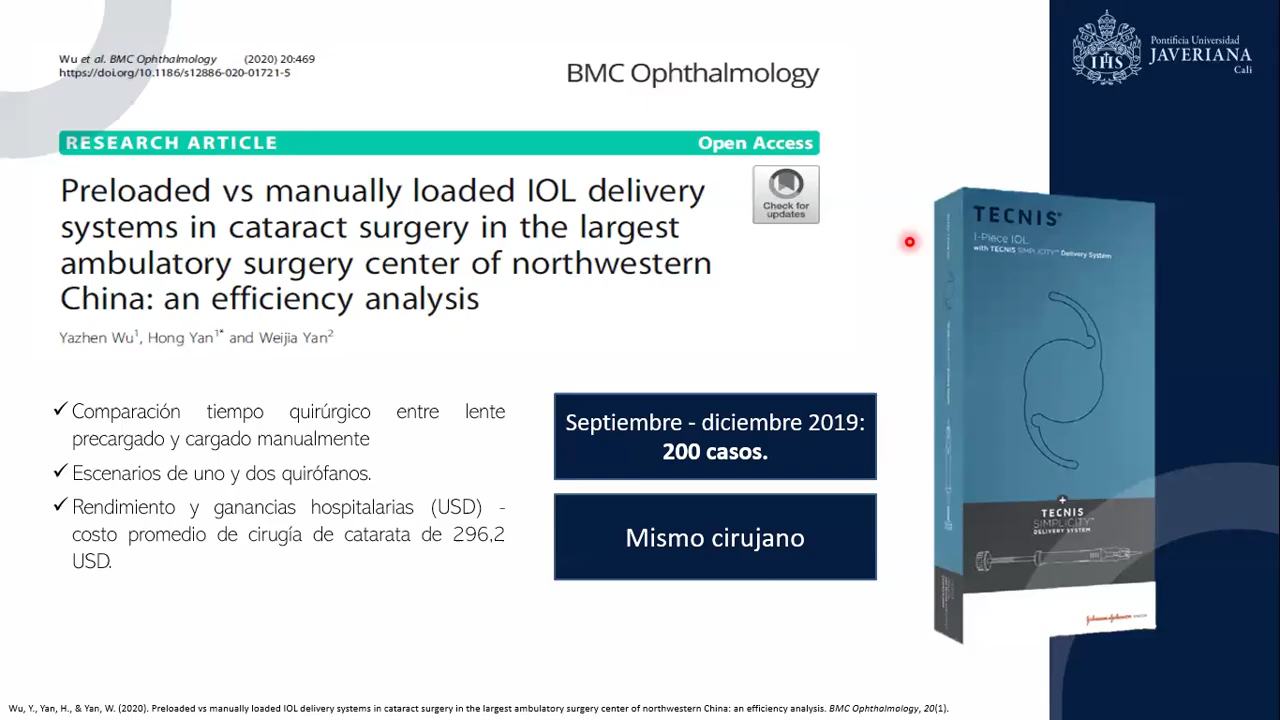 Wu et al. BMC Ophthalmology (2020) 20:469
https://doi.org/10.1186/s12886-020-01721-5
BMC Ophthalmology
Pontificia Universidad
JAVERIANA
Cali
IHS
RESEARCH ARTICLE Open Access
Preloaded vs manually loaded IOL delivery
systems in cataract surgery in the largest
ambulatory surgery center of northwestern
China: an efficiency analysis
Check for
updates
Yazhen Wu1, Hong Yan1* and Weijia Yan2
✓ Comparación tiempo quirúrgico entre lente
precargado y cargado manualmente
✓ Escenarios de uno y dos quirófanos.
✓ Rendimiento y ganancias hospitalarias (USD) -
costo promedio de cirugía de catarata de 296,2
USD.
Septiembre - diciembre 2019:
200 casos.
Mismo cirujano
TECNIS®
1-Piece IOL
with TECNIS SIMPLICITY™ Delivery System
+
TECNIS
SIMPLICITY™
DELIVERY SYSTEM
Johnson & Johnson VISION
Wu, Y., Yan, H., & Yan, W. (2020). Preloaded vs manually loaded IOL delivery systems in cataract surgery in the largest ambulatory surgery center of northwestern China: an efficiency analysis. BMC Ophthalmology, 20(1).